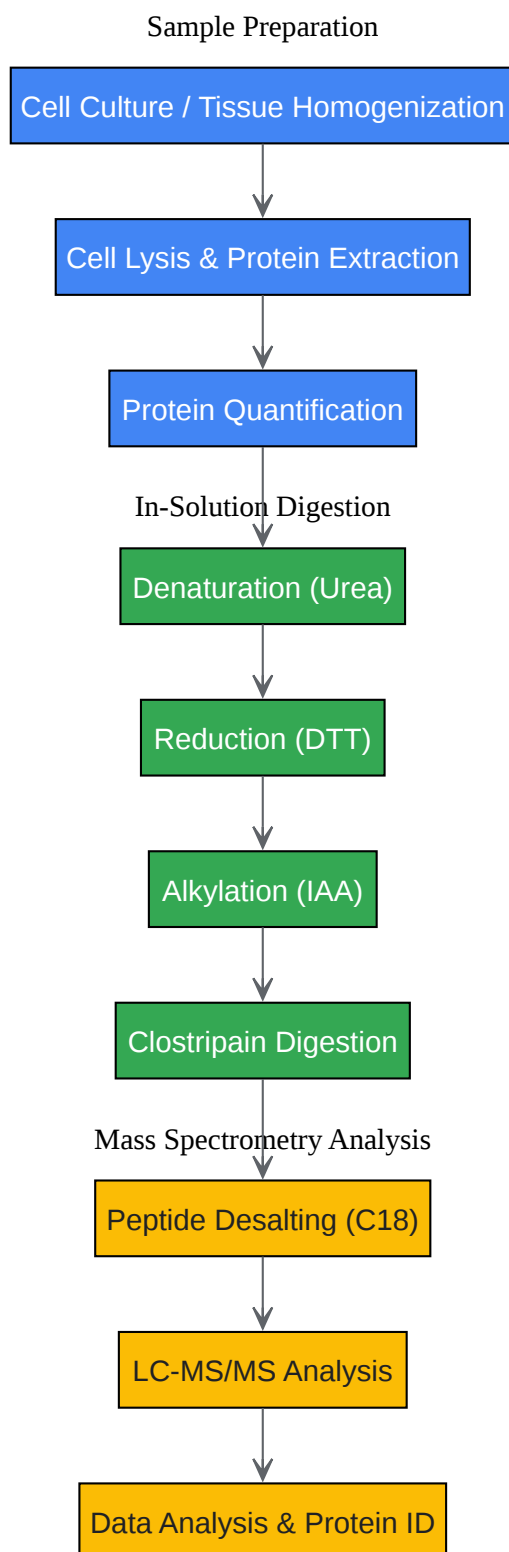 Sample Preparation
Cell Culture / Tissue Homogenization
Cell Lysis & Protein Extraction
Protein Quantification
In-Solution Digestion
Denaturation (Urea)
Reduction (DTT)
Alkylation (IAA)
Clostripain Digestion
Mass Spectrometry Analysis
Peptide Desalting (C18)
LC-MS/MS Analysis
Data Analysis & Protein ID